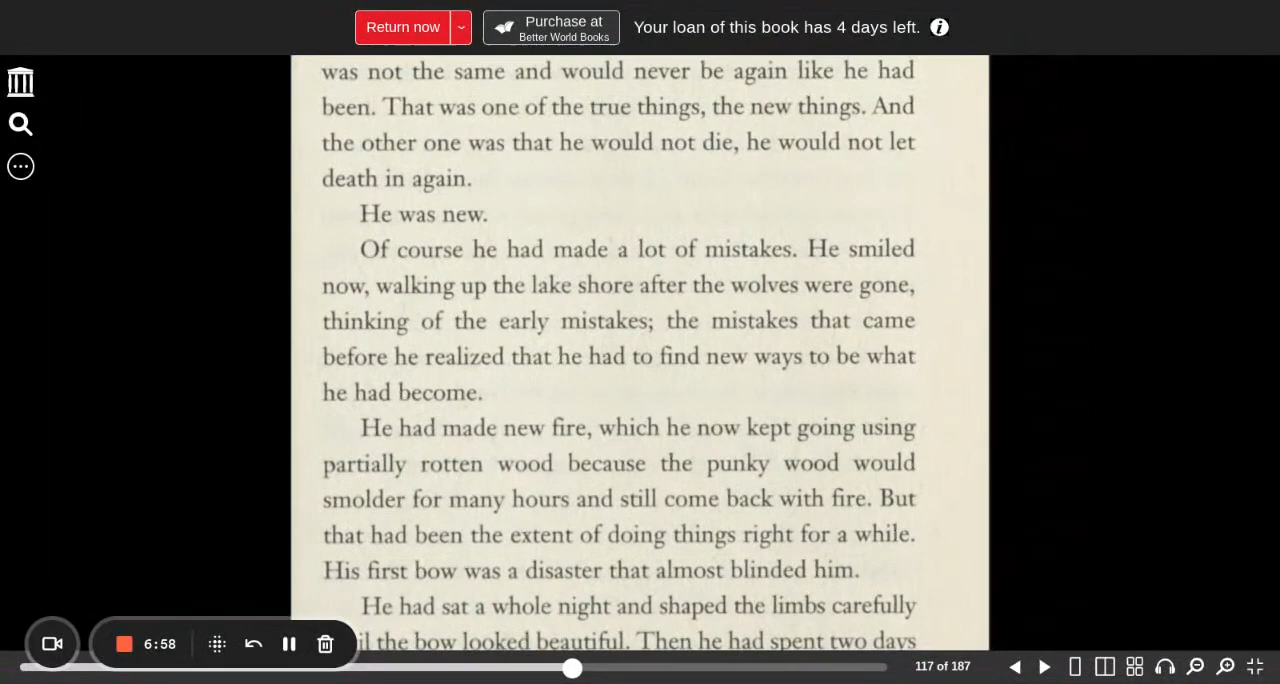 Return now
Purchase at
Better World Books
Your loan of this book has 4 days left.
was not the same and would never be again like he had
been. That was one of the true things, the new things. And
the other one was that he would not die, he would not let
death in again.
He was new.
Of course he had made a lot of mistakes. He smiled
now, walking up the lake shore after the wolves were gone,
thinking of the early mistakes; the mistakes that came
before he realized that he had to find new ways to be what
he had become.
He had made new fire, which he now kept going using
partially rotten wood because the punky wood would
smolder for many hours and still come back with fire. But
that had been the extent of doing things right for a while.
His first bow was a disaster that almost blinded him.
He had sat a whole night and shaped the limbs carefully
il the bow looked beautiful. Then he had spent two days
6:58
117 of 187